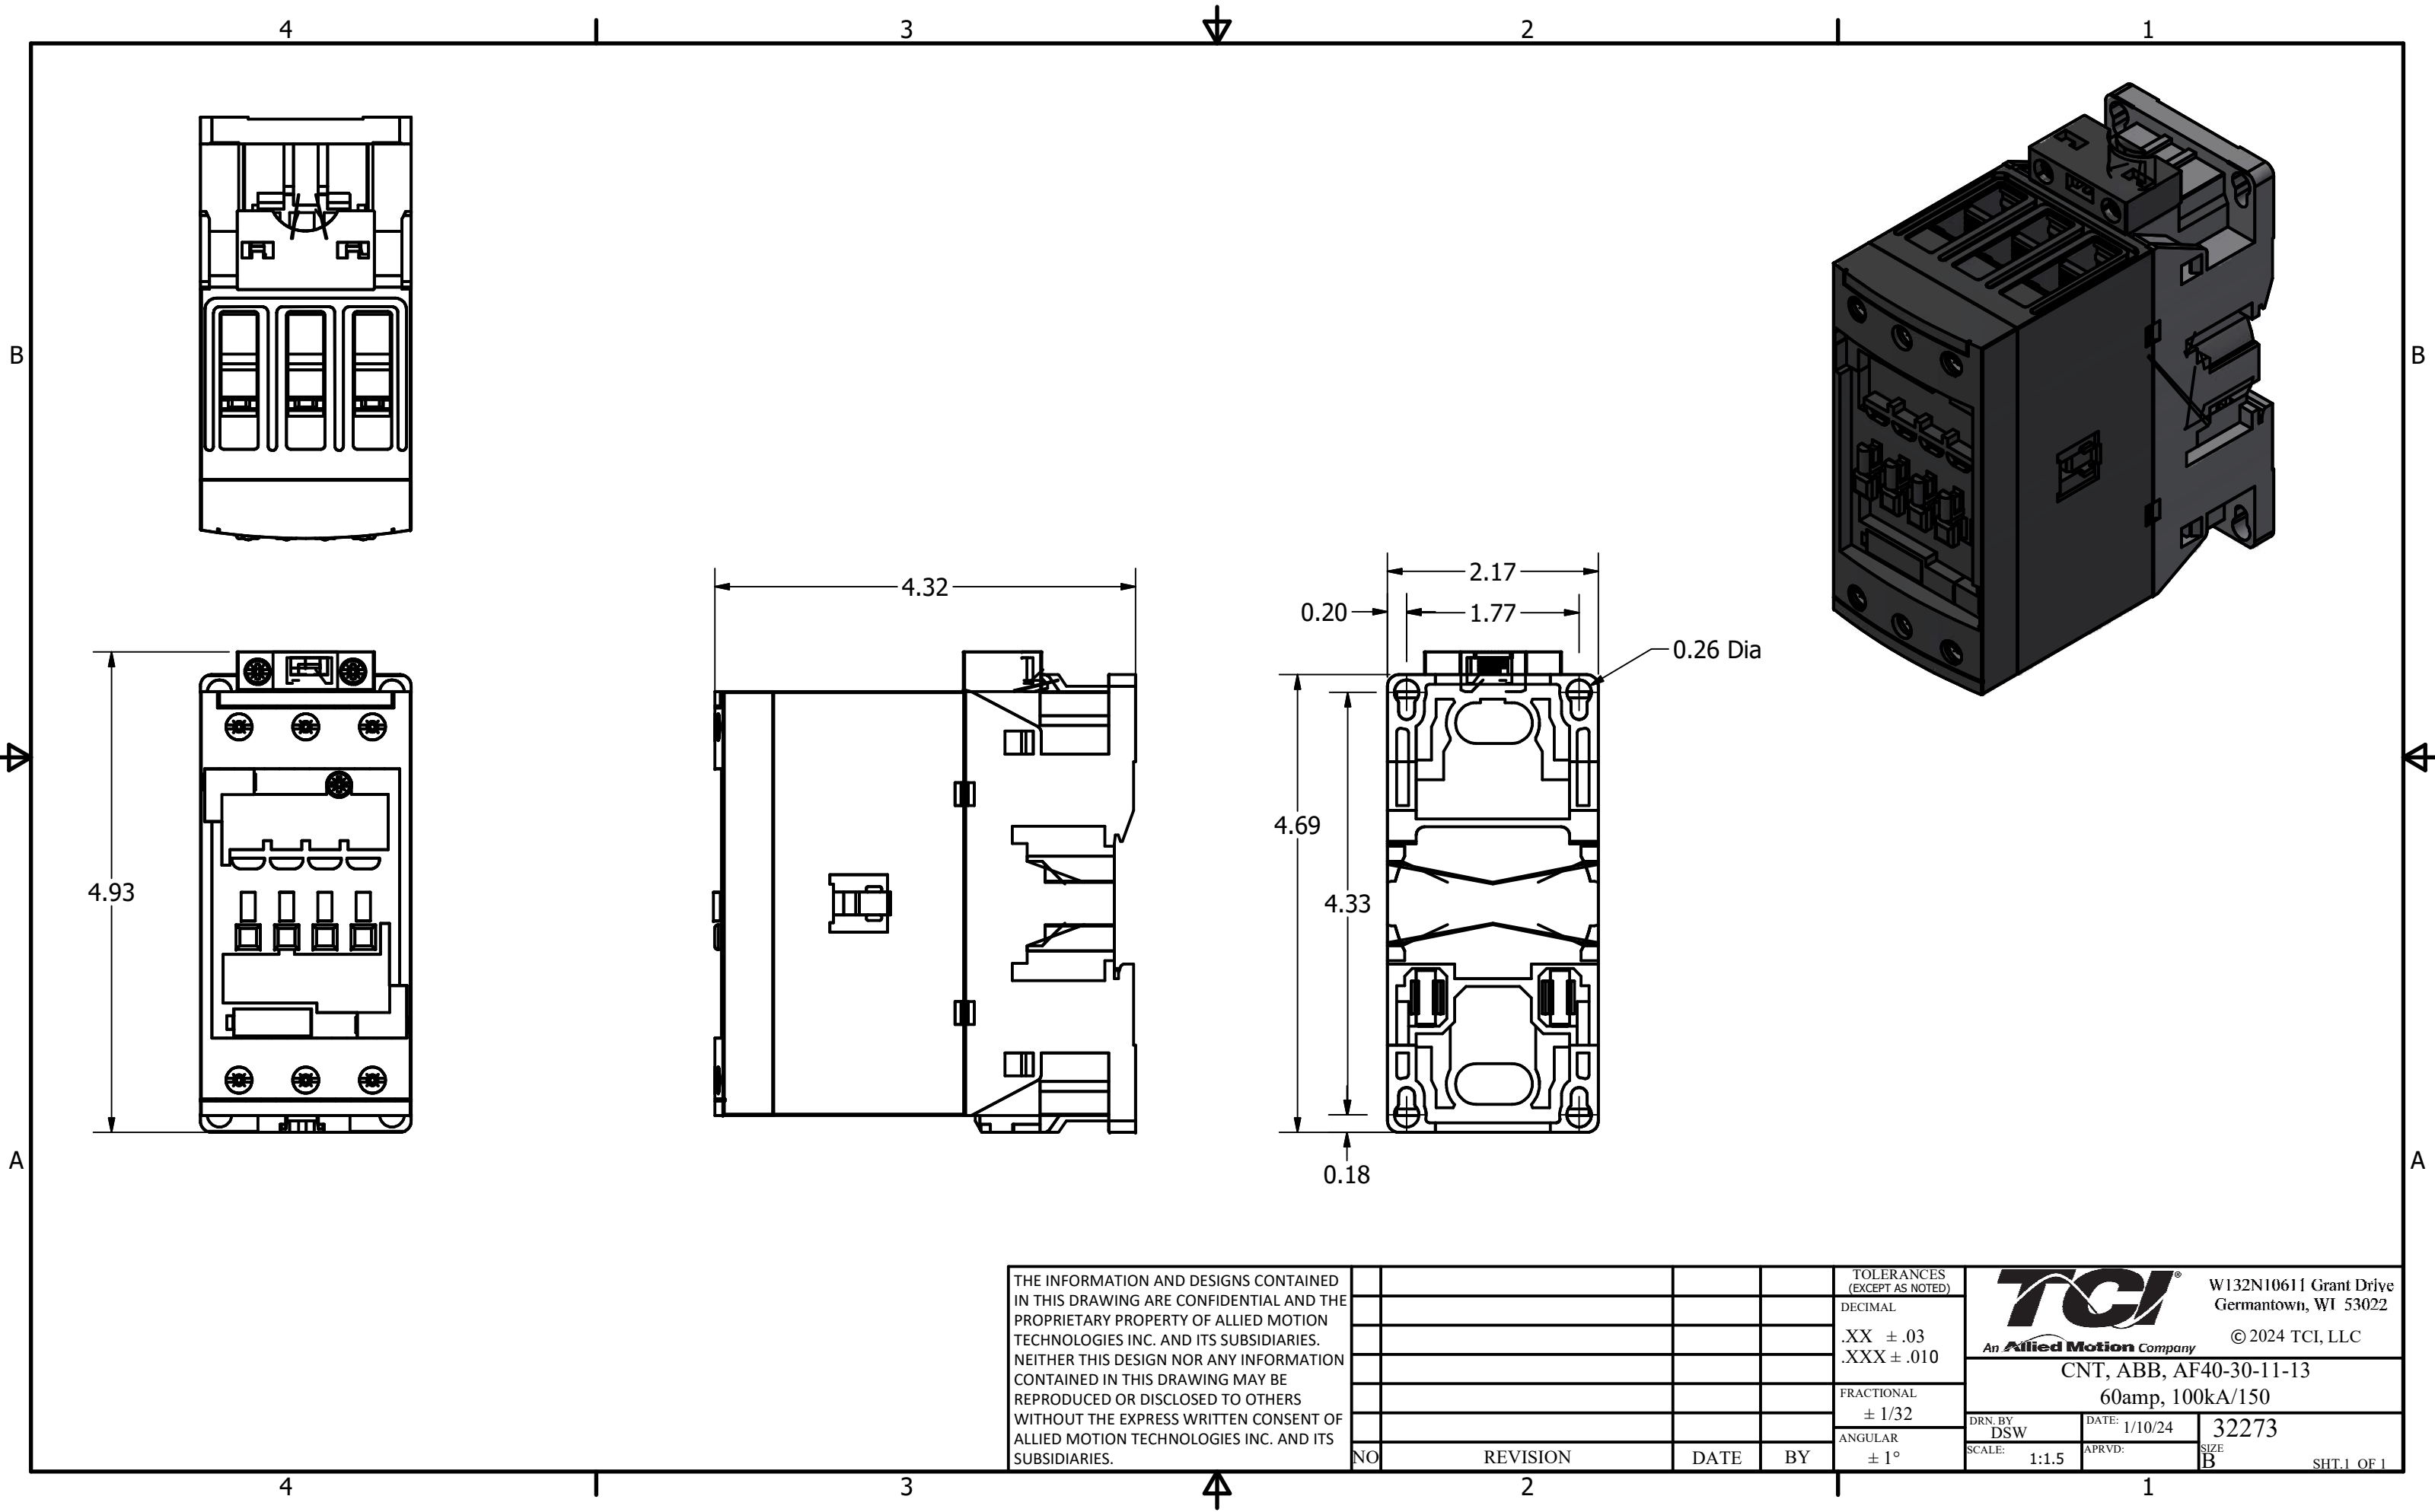 4
3
2
1
B
B
4.32
2.17
0.20
1.77
0.26 Dia
4.69
4.93
4.33
A
0.18
A
THE INFORMATION AND DESIGNS CONTAINED
IN THIS DRAWING ARE CONFIDENTIAL AND THE
PROPRIETARY PROPERTY OF ALLIED MOTION
TECHNOLOGIES INC. AND ITS SUBSIDIARIES.
NEITHER THIS DESIGN NOR ANY INFORMATION
CONTAINED IN THIS DRAWING MAY BE
REPRODUCED OR DISCLOSED TO OTHERS
WITHOUT THE EXPRESS WRITTEN CONSENT OF
ALLIED MOTION TECHNOLOGIES INC. AND ITS
SUBSIDIARIES.
NO
REVISION
DATE
BY
TOLERANCES
(EXCEPT AS NOTED)
DECIMAL
.XX ± .03
.XXX ± .010
FRACTIONAL
± 1/32
ANGULAR
± 1°
TCI®
An Allied Motion Company
W132N10611 Grant Drive
Germantown, WI 53022
© 2024 TCI, LLC
CNT, ABB, AF40-30-11-13
60amp, 100kA/150
DRN. BY
DSW
DATE: 1/10/24
32273
SCALE: 1:1.5
APRVD:
SIZE
B
SHT.1 OF 1
4
3
2
1